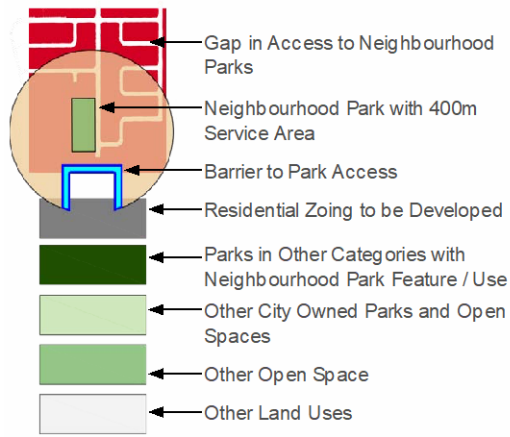 Gap in Access to Neighbourhood
Parks
Neighbourhood Park with 400m
Service Area
Barrier to Park Access
Residential Zoing to be Developed
Parks in Other Categories with
Neighbourhood Park Feature / Use
Other City Owned Parks and Open
Spaces
Other Open Space
Other Land Uses